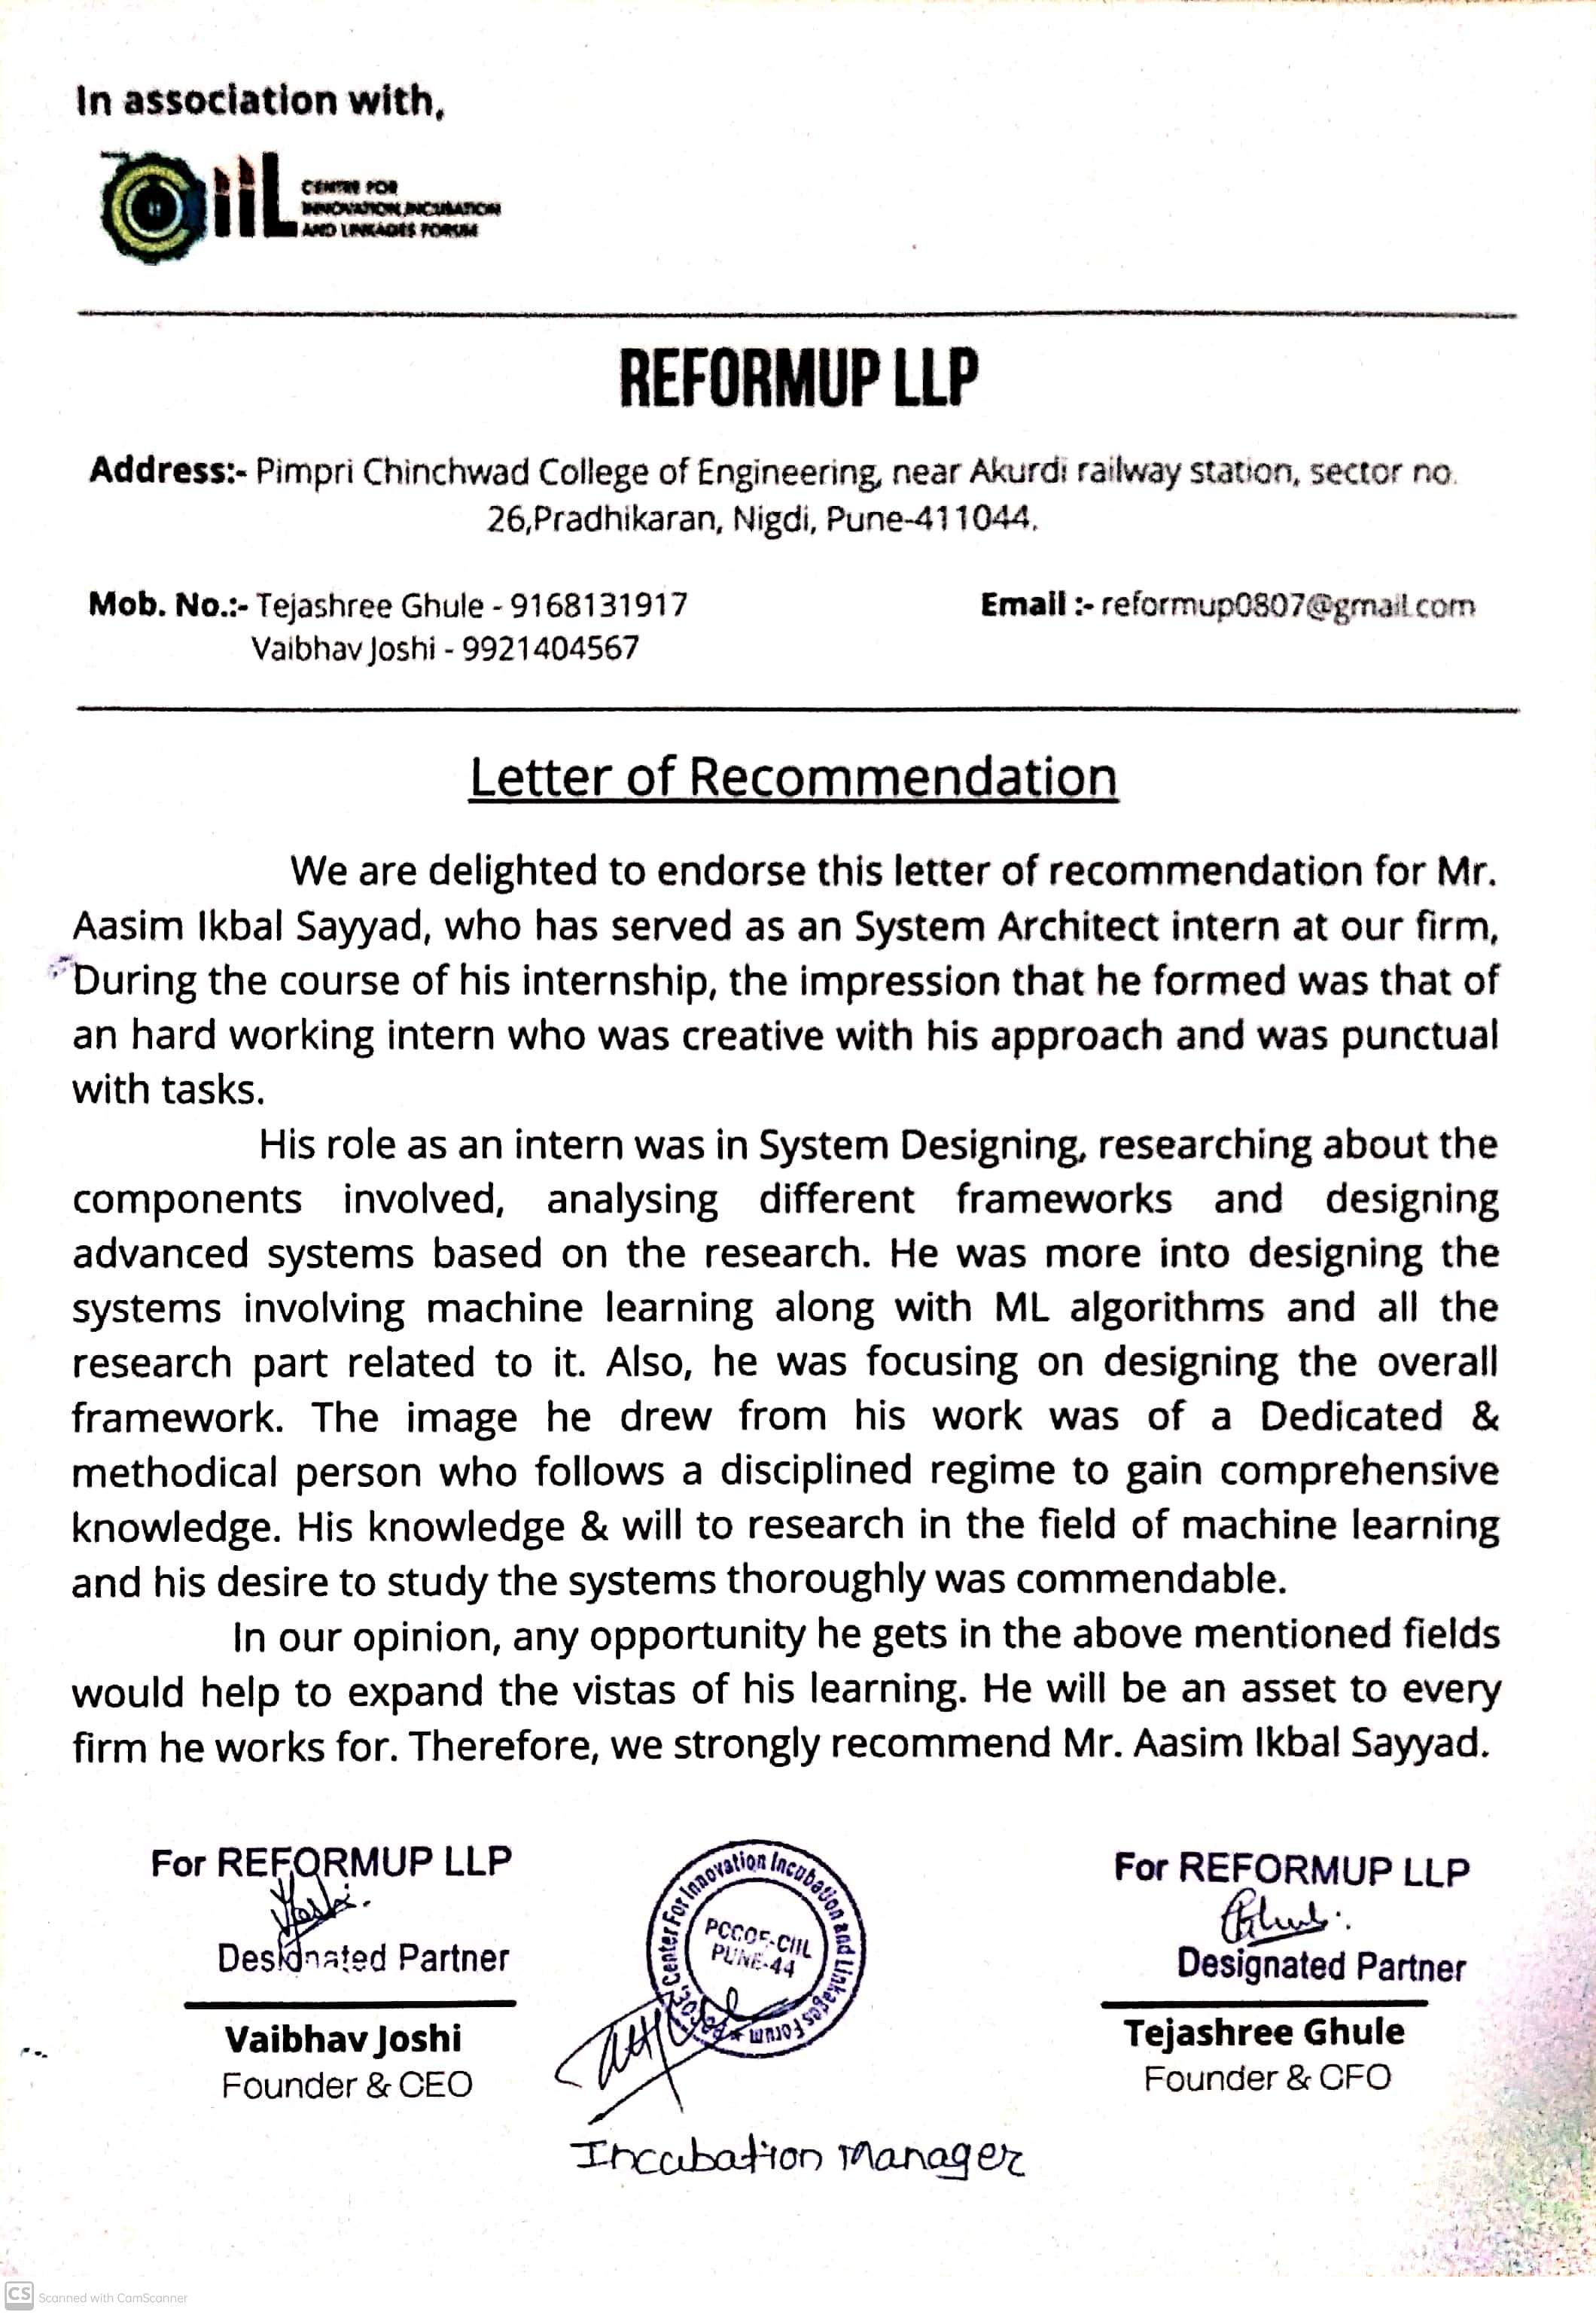 In association with,
CiiL CENTRE FOR
INNOVATION,INCUBATION
AND LINKAGES FORUM
REFORMUP LLP
Address:- Pimpri Chinchwad College of Engineering, near Akurdi railway station, sector no.
26,Pradhikaran, Nigdi, Pune-411044.
Mob. No.:- Tejashree Ghule - 9168131917 Email :- reformup0807@gmail.com
Vaibhav Joshi - 9921404567
Letter of Recommendation
We are delighted to endorse this letter of recommendation for Mr.
Aasim Ikbal Sayyad, who has served as an System Architect intern at our firm,
During the course of his internship, the impression that he formed was that of
an hard working intern who was creative with his approach and was punctual
with tasks.
His role as an intern was in System Designing, researching about the
components involved, analysing different frameworks and designing
advanced systems based on the research. He was more into designing the
systems involving machine learning along with ML algorithms and all the
research part related to it. Also, he was focusing on designing the overall
framework. The image he drew from his work was of a Dedicated &
methodical person who follows a disciplined regime to gain comprehensive
knowledge. His knowledge & will to research in the field of machine learning
and his desire to study the systems thoroughly was commendable.
In our opinion, any opportunity he gets in the above mentioned fields
would help to expand the vistas of his learning. He will be an asset to every
firm he works for. Therefore, we strongly recommend Mr. Aasim Ikbal Sayyad.
For REFORMUP LLP
Designated Partner
Vaibhav Joshi
Founder & CEO
PCCOE, Center For Innovation Incubation and Linkages Forum
PCCOE-CIIL
PUNE-44
Incubation Manager
For REFORMUP LLP
Designated Partner
Tejashree Ghule
Founder & CFO
CS Scanned with CamScanner